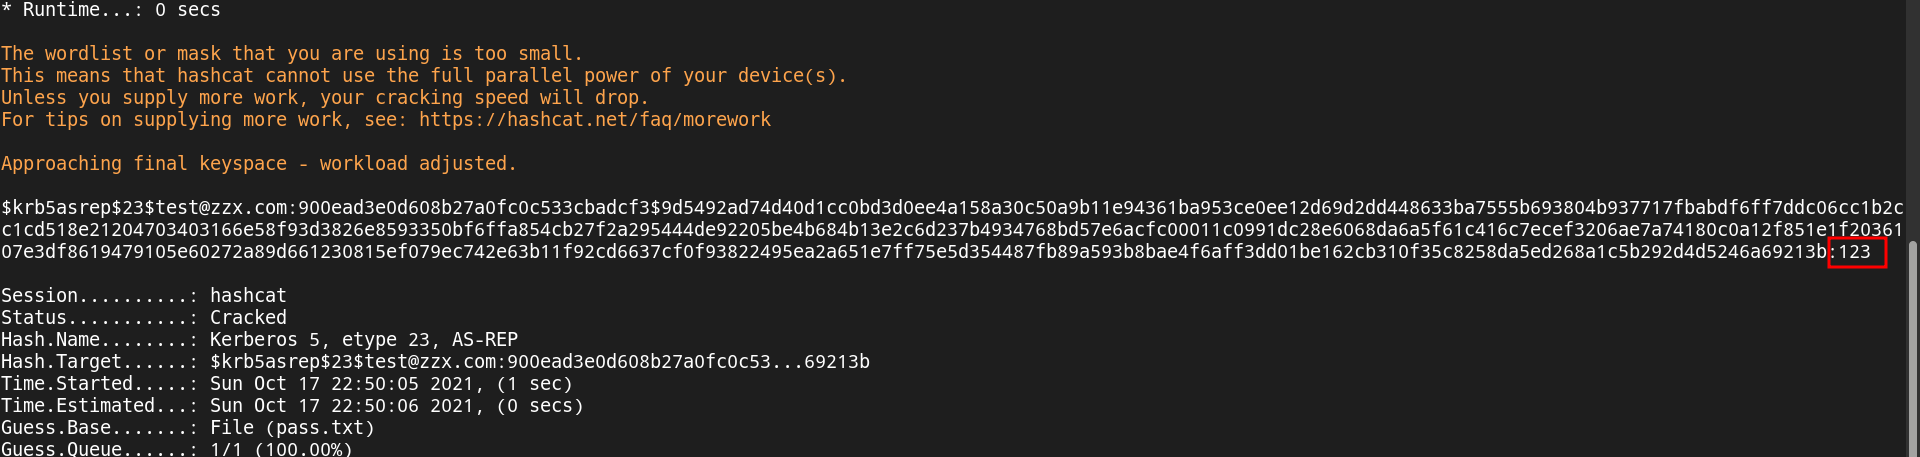 * Runtime...: 0 secs
The wordlist or mask that you are using is too small.
This means that hashcat cannot use the full parallel power of your device(s).
Unless you supply more work, your cracking speed will drop.
For tips on supplying more work, see: https://hashcat.net/faq/morework
Approaching final keyspace - workload adjusted.
$krb5asrep$23$test@zzx.com:900ead3e0d608b27a0fc0c533cbadcf3$9d5492ad74d40d1cc0bd3d0ee4a158a30c50a9b11e94361ba953ce0ee12d69d2dd448633ba7555b693804b937717fbabdf6ff7ddc06cc1b2c
c1cd518e21204703403166e58f93d3826e8593350bf6ffa854cb27f2a295444de92205be4b684b13e2c6d237b4934768bd57e6acfc00011c0991dc28e6068da6a5f61c416c7ecef3206ae7a74180c0a12f851e1f20361
07e3df8619479105e60272a89d661230815ef079ec742e63b11f92cd6637cf0f93822495ea2a651e7ff75e5d354487fb89a593b8bae4f6aff3dd01be162cb310f35c8258da5ed268a1c5b292d4d5246a69213b:123
Session..........: hashcat
Status...........: Cracked
Hash.Name........: Kerberos 5, etype 23, AS-REP
Hash.Target......: $krb5asrep$23$test@zzx.com:900ead3e0d608b27a0fc0c53...69213b
Time.Started.....: Sun Oct 17 22:50:05 2021, (1 sec)
Time.Estimated...: Sun Oct 17 22:50:06 2021, (0 secs)
Guess.Base.......: File (pass.txt)
Guess.Queue......: 1/1 (100.00%)